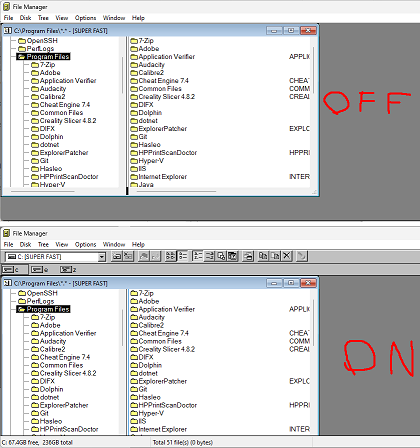 File Manager
File Disk Tree View Options Window Help
C:\Program Files\*.* - [SUPER FAST]
OpenSSH
PerfLogs
Program Files
7-Zip
Adobe
Application Verifier
Audacity
Calibre2
Cheat Engine 7.4
Common Files
Creality Slicer 4.8.2
DIFX
Dolphin
dotnet
ExplorerPatcher
Git
Hasleo
HPPrintScanDoctor
Hyper-V
7-Zip
Adobe
Application Verifier APPLIC
Audacity
Calibre2
Cheat Engine 7.4 CHEA
Common Files COMM
Creality Slicer 4.8.2 CREAL
DIFX
Dolphin
dotnet
ExplorerPatcher EXPLO
Git
Hasleo
HPPrintScanDoctor HPPRI
Hyper-V
IIS
Internet Explorer INTER
Java
OFF
File Manager
File Disk Tree View Options Window Help
C: [SUPER FAST]
c e z
C:\Program Files\*.* - [SUPER FAST]
OpenSSH
PerfLogs
Program Files
7-Zip
Adobe
Application Verifier
Audacity
Calibre2
Cheat Engine 7.4
Common Files
Creality Slicer 4.8.2
DIFX
Dolphin
dotnet
ExplorerPatcher
Git
Hasleo
HPPrintScanDoctor
Hyper-V
7-Zip
Adobe
Application Verifier APPLIC
Audacity
Calibre2
Cheat Engine 7.4 CHEA
Common Files COMM
Creality Slicer 4.8.2 CREAL
DIFX
Dolphin
dotnet
ExplorerPatcher EXPLO
Git
Hasleo
HPPrintScanDoctor HPPRI
Hyper-V
IIS
Internet Explorer INTER
ON
C: 67.4GB free, 236GB total Total 51 file(s) (0 bytes)